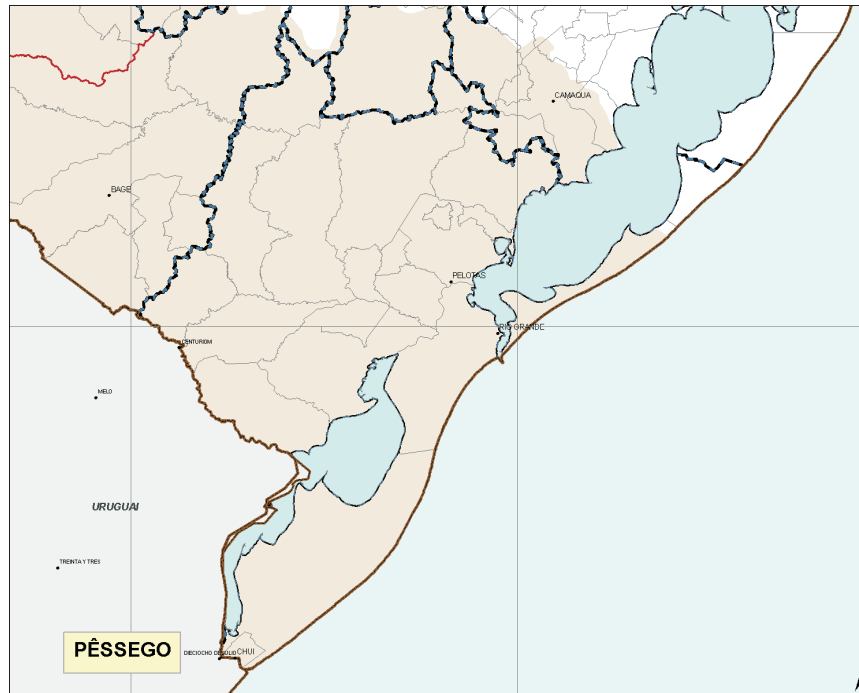 CAMAQUA
BAGE
PELOTAS
RIO GRANDE
CENTURIOM
MELO
URUGUAI
TREINTA Y TRES
PÊSSEGO
CHUI